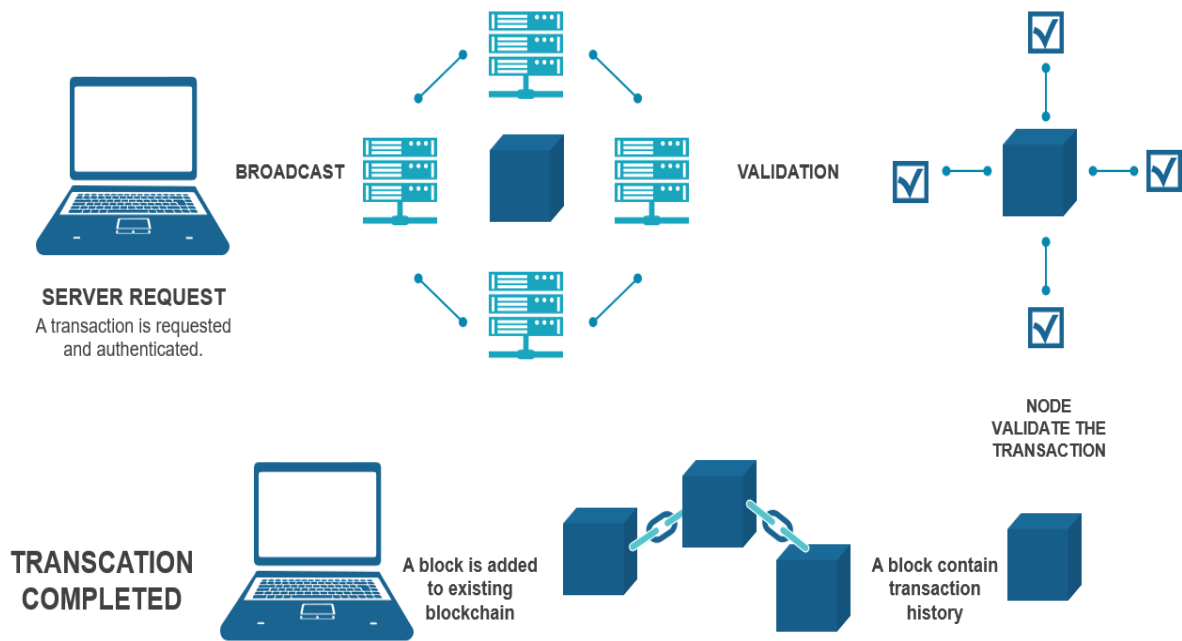 BROADCAST
VALIDATION
SERVER REQUEST
A transaction is requested
and authenticated.
NODE
VALIDATE THE
TRANSACTION
TRANSCATION
COMPLETED
A block is added
to existing
blockchain
A block contain
transaction
history